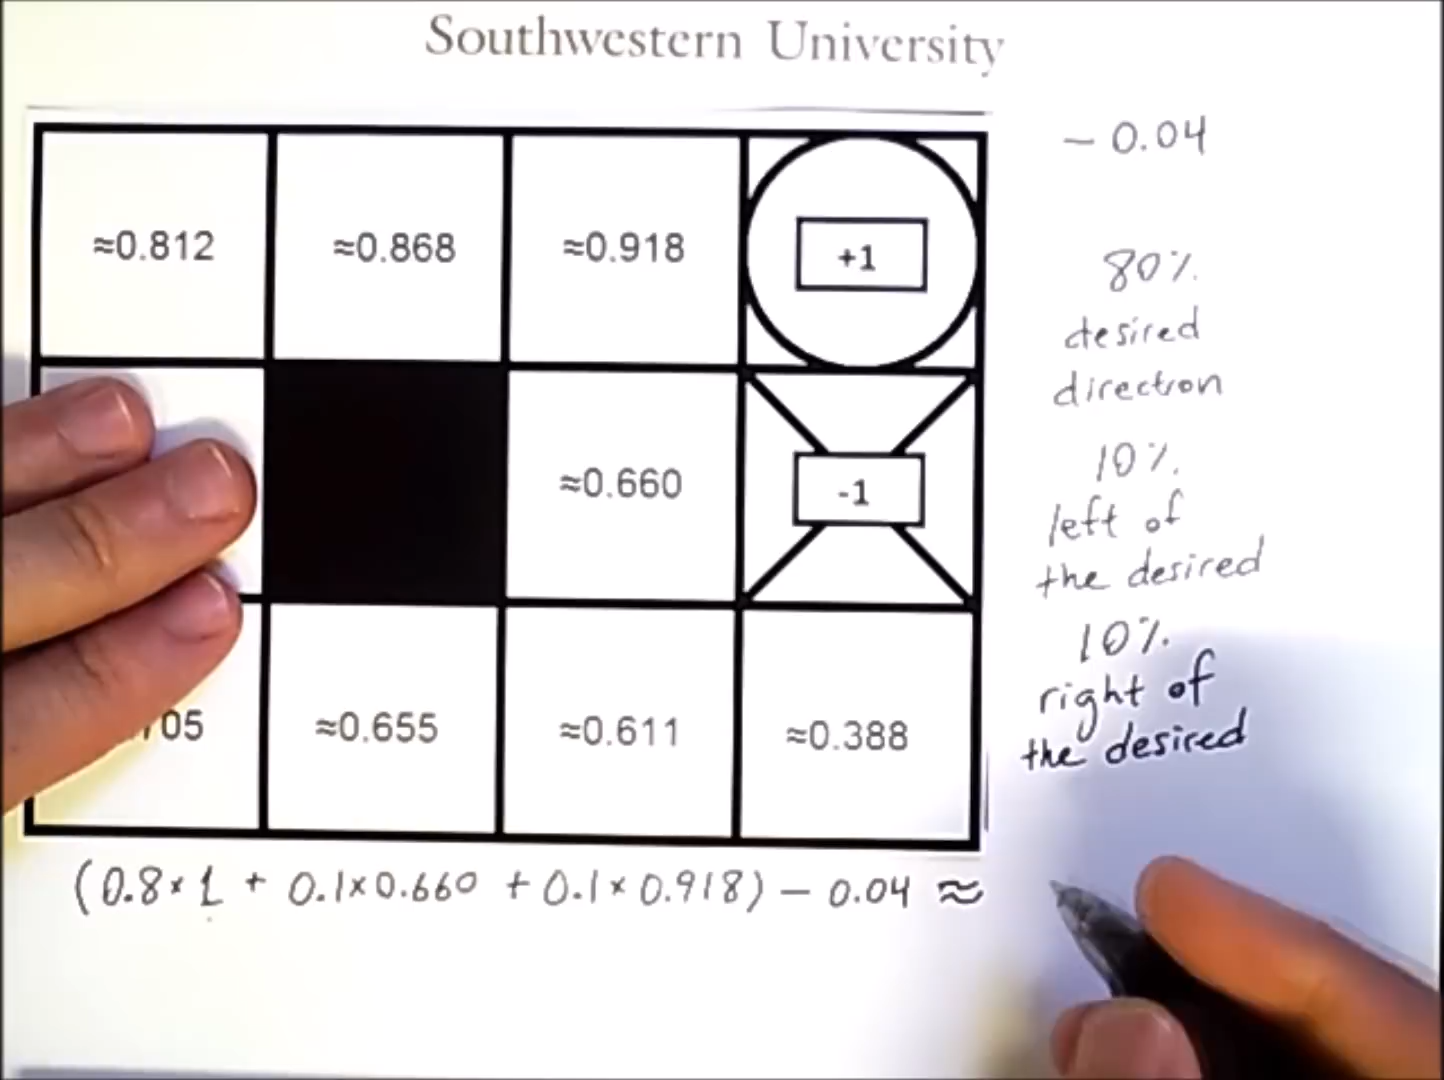 Southwestern University
≈0.812 ≈0.868 ≈0.918 +1
≈0.660 -1
05 ≈0.655 ≈0.611 ≈0.388
(0.8×1 + 0.1×0.660 + 0.1×0.918) – 0.04 ≈
– 0.04
80%
desired
direction
10%
left of
the desired
10%
right of
the desired